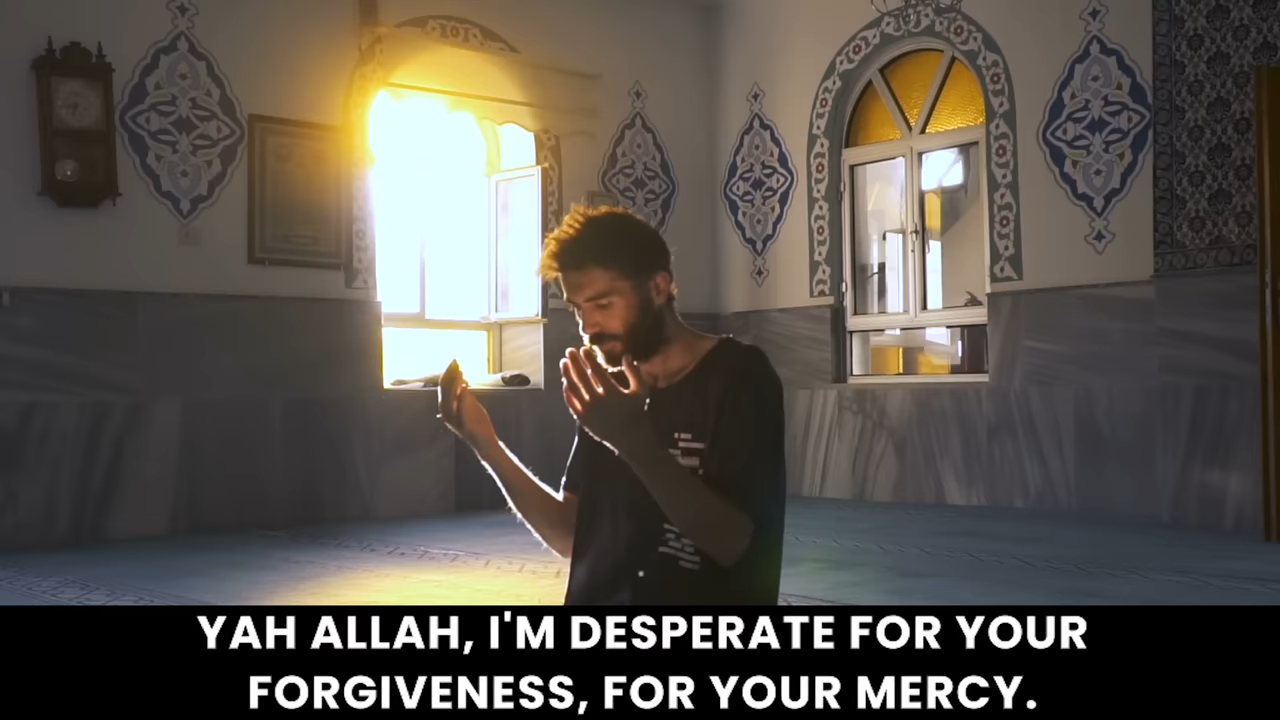 YAH ALLAH, I'M DESPERATE FOR YOUR
FORGIVENESS, FOR YOUR MERCY.